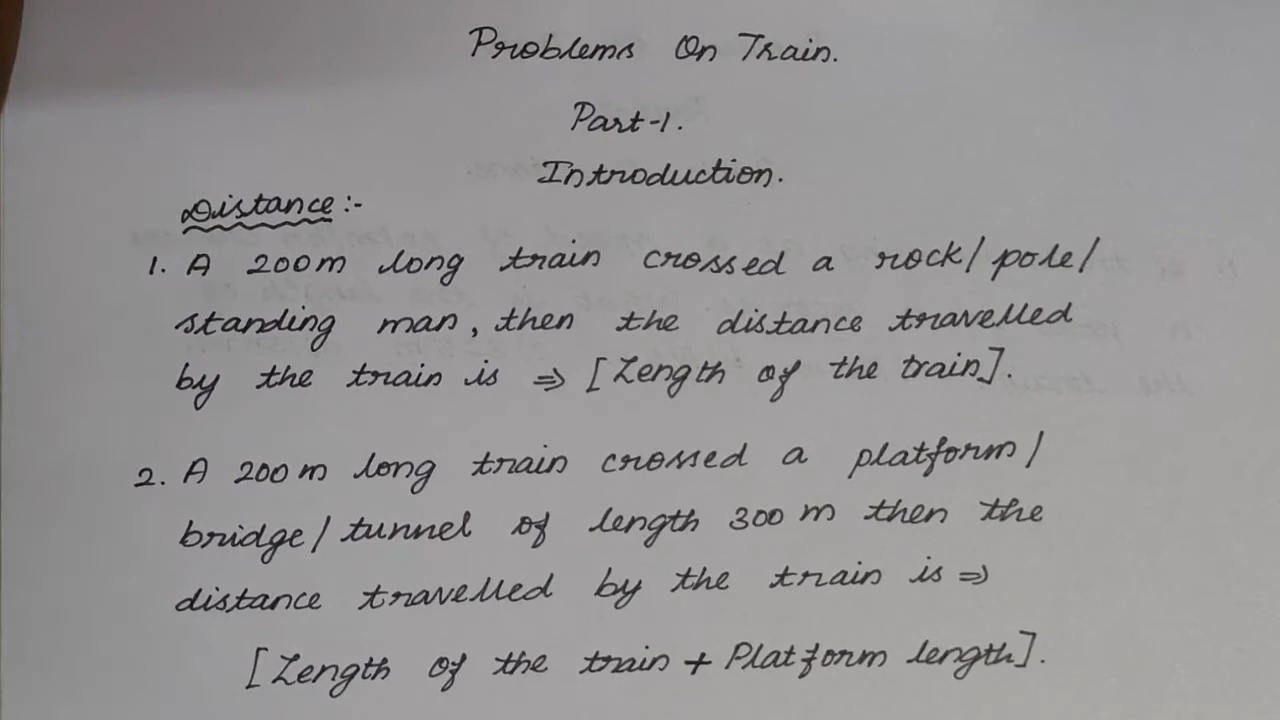 Problems On Train.
Part-1.
Introduction.
Distance :-
1. A 200m long train crossed a rock/pole/
standing man, then the distance travelled
by the train is ⇒ [Length of the train].
2. A 200m long train crossed a platform/
bridge/tunnel of length 300m then the
distance travelled by the train is ⇒
[Length of the train + Platform length].